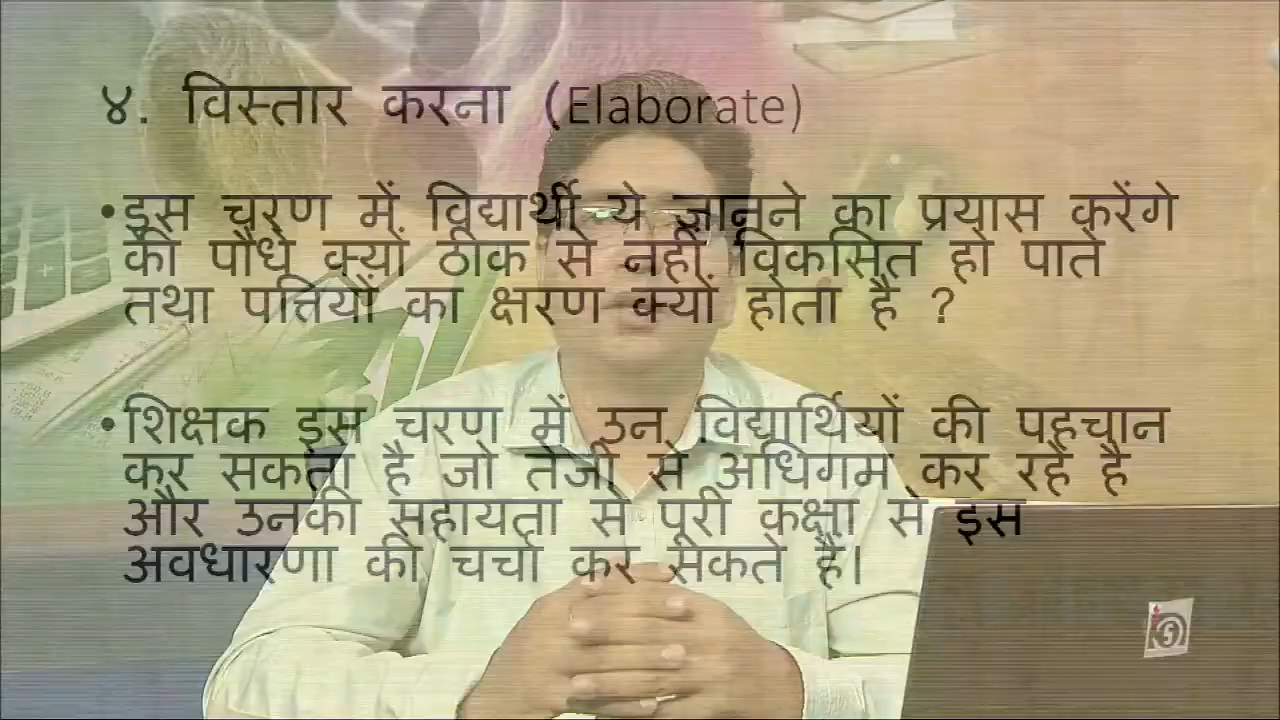 ४. विस्तार करना (Elaborate)
•इस चरण में विद्यार्थी ये जानने का प्रयास करेंगे
की पौधे क्यों ठीक से नहीं विकसित हो पाते
तथा पत्तियों का क्षरण क्यों होता है ?
•शिक्षक इस चरण में उन विद्यार्थियों की पहचान
कर सकता है जो तेजी से अधिगम कर रहे है
और उनकी सहायता से पूरी कक्षा से इस
अवधारणा की चर्चा कर सकते हैं।